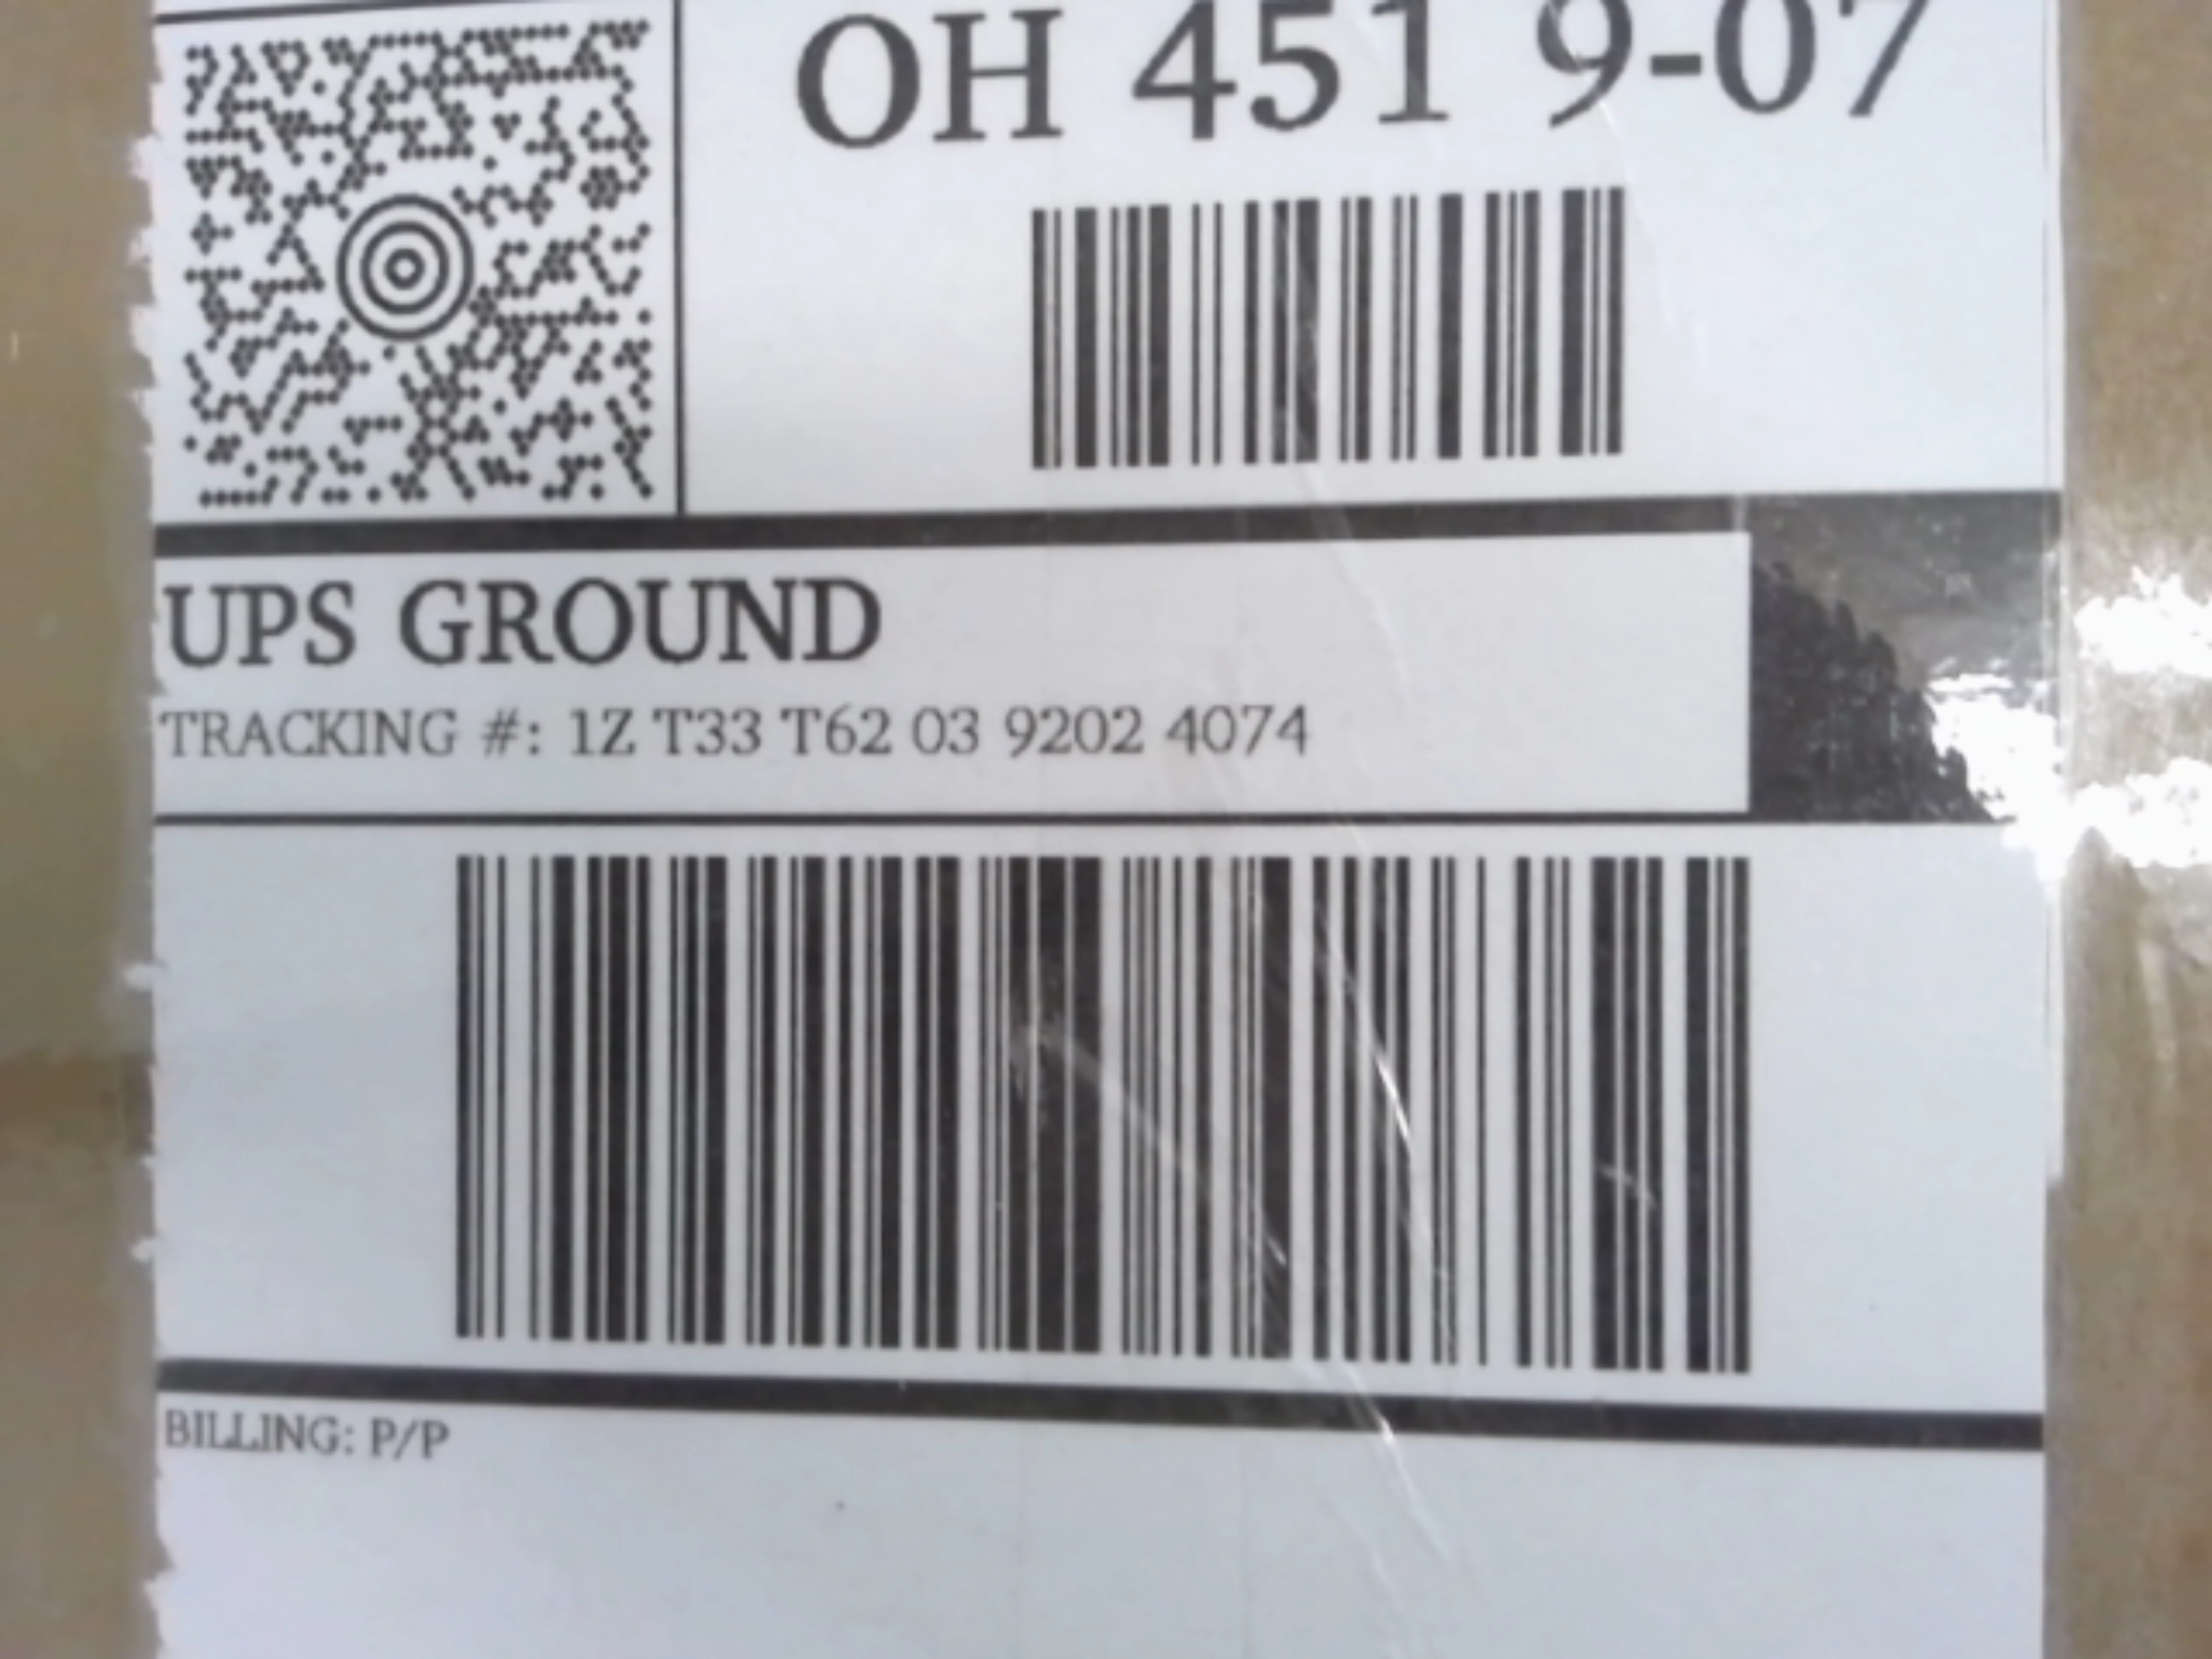 OH 451 9-07
UPS GROUND
TRACKING #: 1Z T33 T62 03 9202 4074
BILLING: P/P